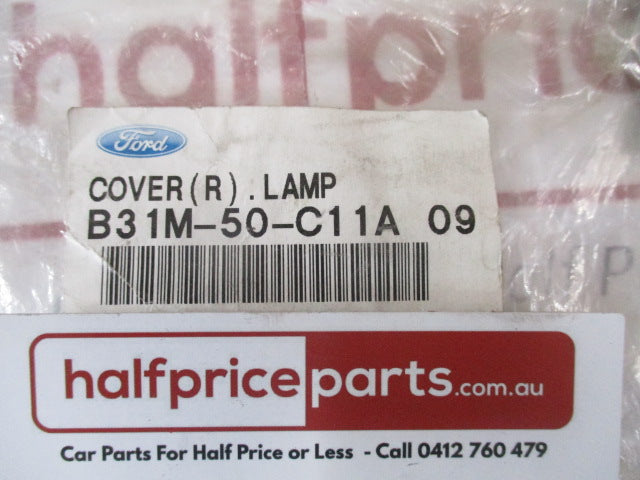 halfpric
Ford
COVER(R).LAMP
B31M-50-C11A 09
halfpriceparts.com.au
Car Parts For Half Price or Less - Call 0412 760 479